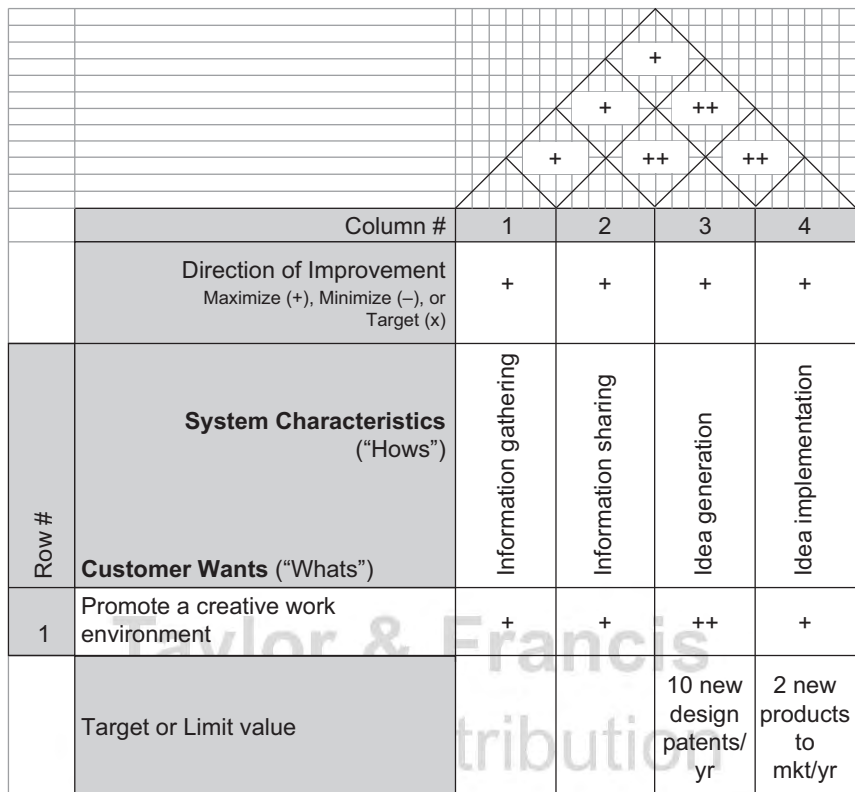 +
+ ++
+ ++ ++
Column # 1 2 3 4
Direction of Improvement
Maximize (+), Minimize (–), or
Target (x)
+ + + +
System Characteristics
("Hows")
Row #
Customer Wants ("Whats")
Information gathering
Information sharing
Idea generation
Idea implementation
1
Promote a creative work
environment
+ + ++ +
Taylor & Francis
Target or Limit value
10 new
design
patents/
yr
2 new
products
to
mkt/yr
tribution